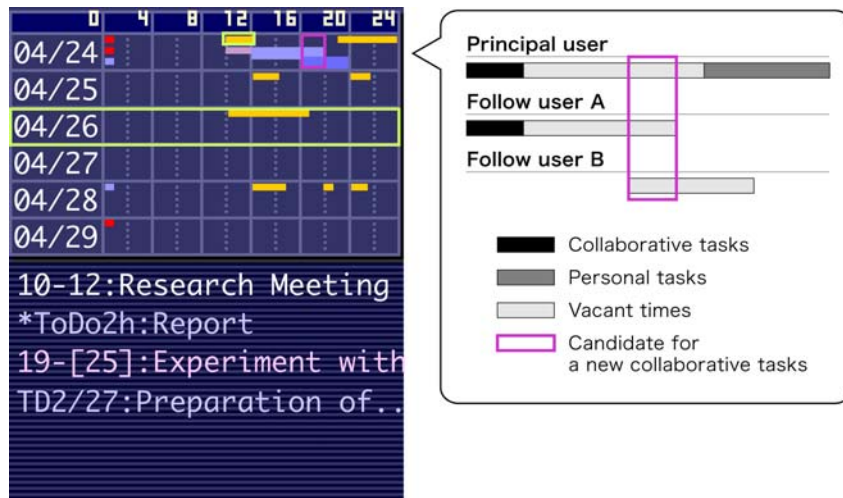 0 4 8 12 16 20 24
04/24
04/25
04/26
04/27
04/28
04/29
10-12:Research Meeting
*ToDo2h:Report
19-[25]:Experiment with
TD2/27:Preparation of..
Principal user
Follow user A
Follow user B
Collaborative tasks
Personal tasks
Vacant times
Candidate for
a new collaborative tasks